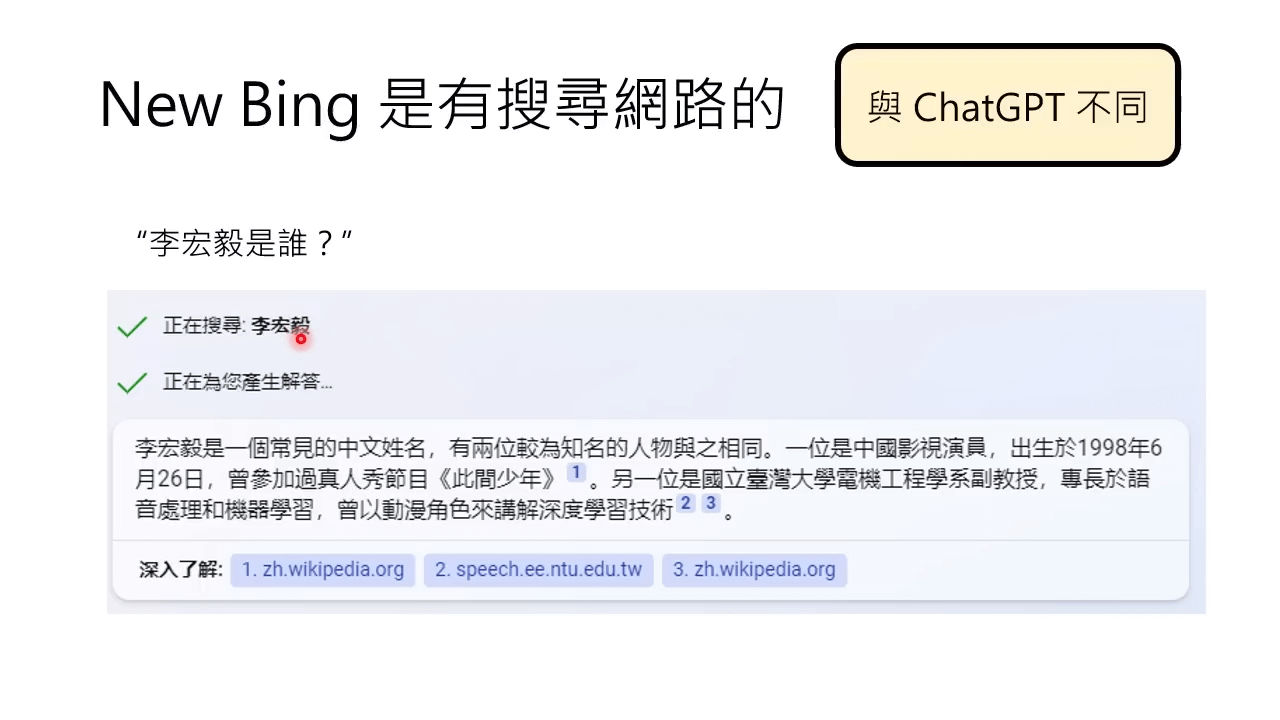 New Bing 是有搜尋網路的
與 ChatGPT 不同
“李宏毅是誰？”
正在搜尋: 李宏毅
正在為您產生解答...
李宏毅是一個常見的中文姓名，有兩位較為知名的人物與之相同。一位是中國影視演員，出生於1998年6
月26日，曾參加過真人秀節目《此間少年》 1 。另一位是國立臺灣大學電機工程學系副教授，專長於語
音處理和機器學習，曾以動漫角色來講解深度學習技術 2 3 。
深入了解: 1. zh.wikipedia.org 2. speech.ee.ntu.edu.tw 3. zh.wikipedia.org